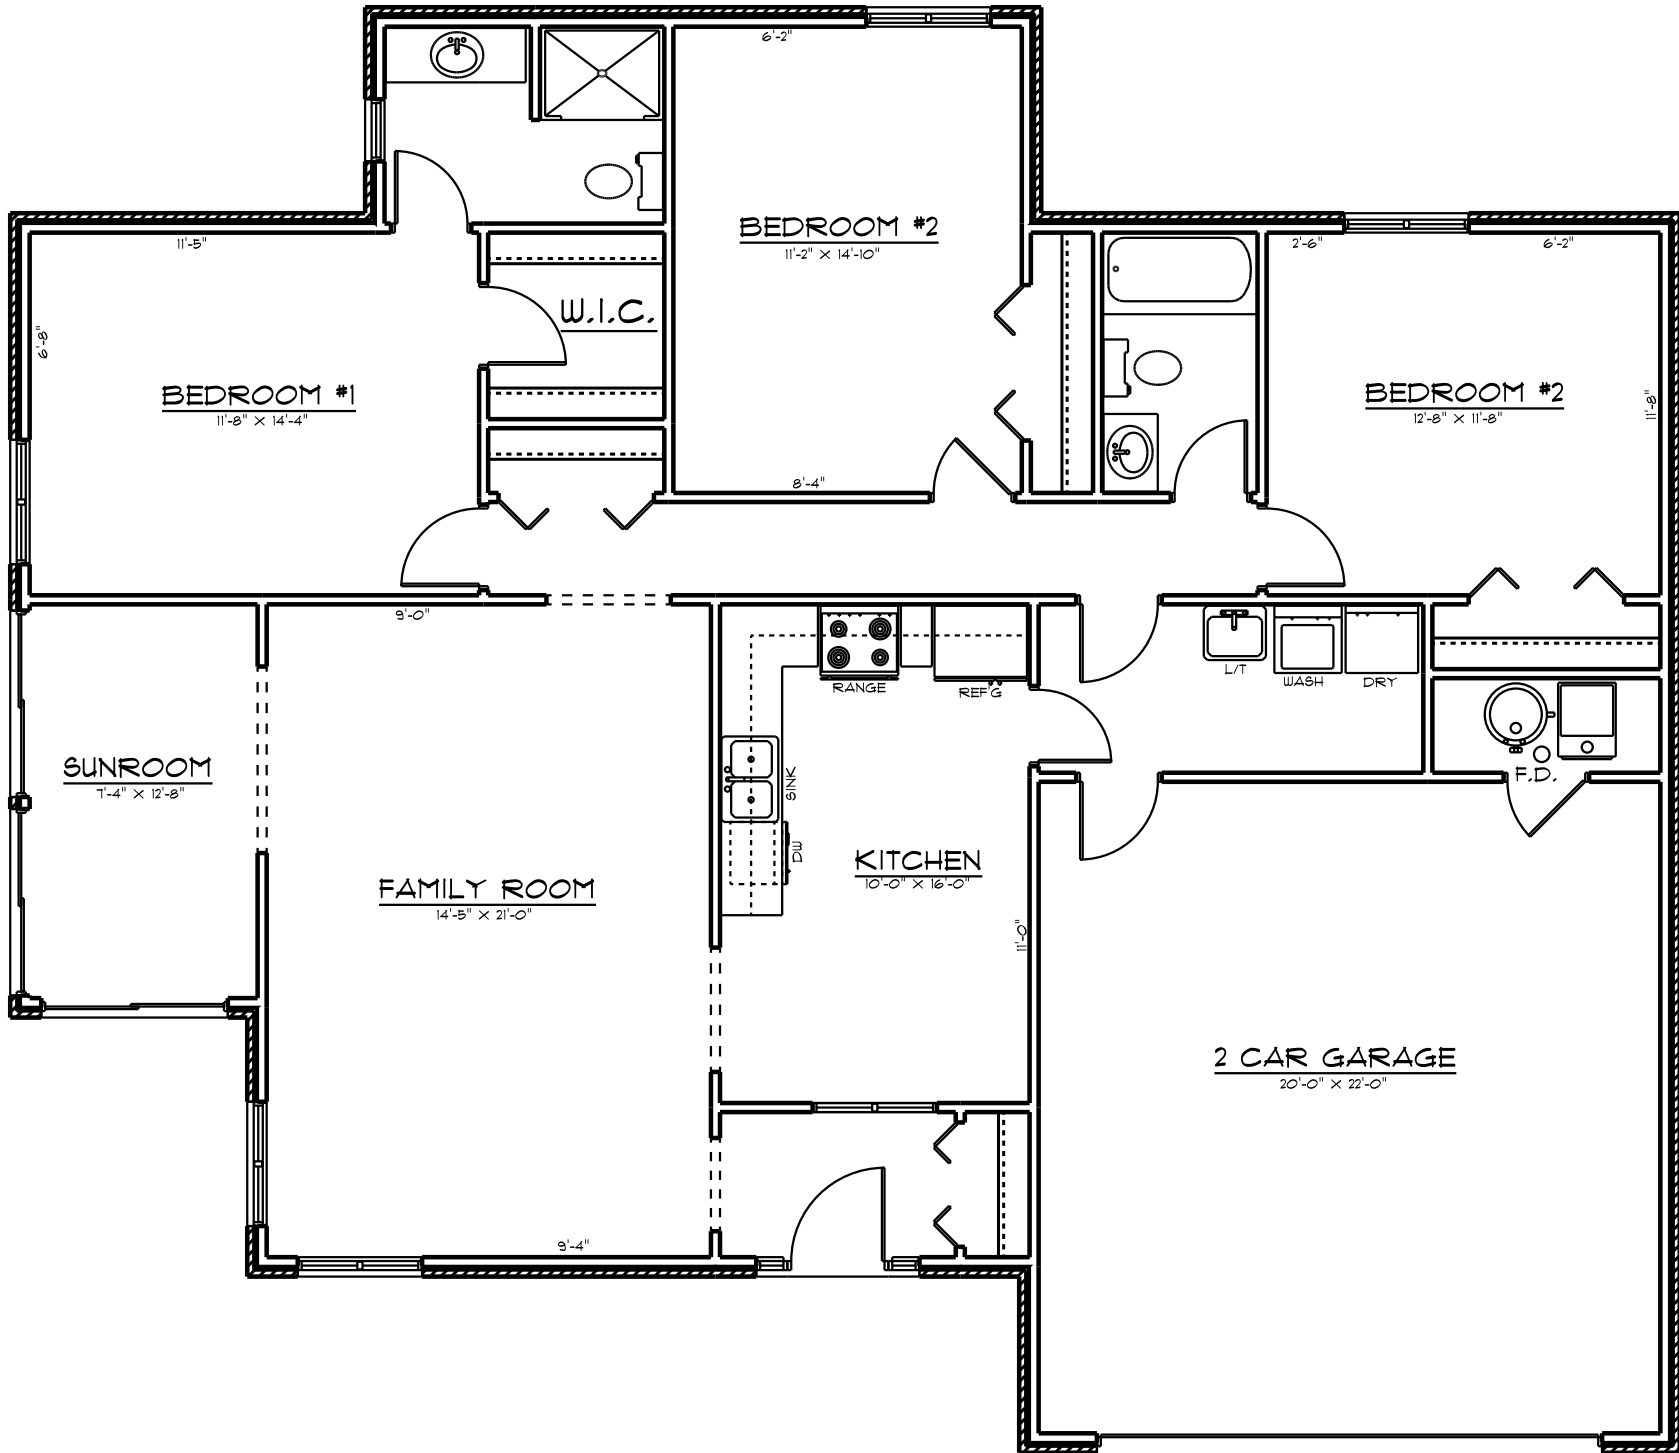 6'-2"
BEDROOM #2
11'-2" X 14'-10"
11'-5"
2'-6"
6'-2"
W.I.C.
6'-8"
BEDROOM #1
11'-8" X 14'-4"
BEDROOM #2
12'-8" X 11'-8"
11'-8"
8'-4"
9'-0"
L/T
WASH
DRY
RANGE
REF'G
SUNROOM
7'-4" X 12'-8"
SINK
F.D.
DW
KITCHEN
10'-0" X 16'-0"
FAMILY ROOM
14'-5" X 21'-0"
11'-0"
2 CAR GARAGE
20'-0" X 22'-0"
9'-4"